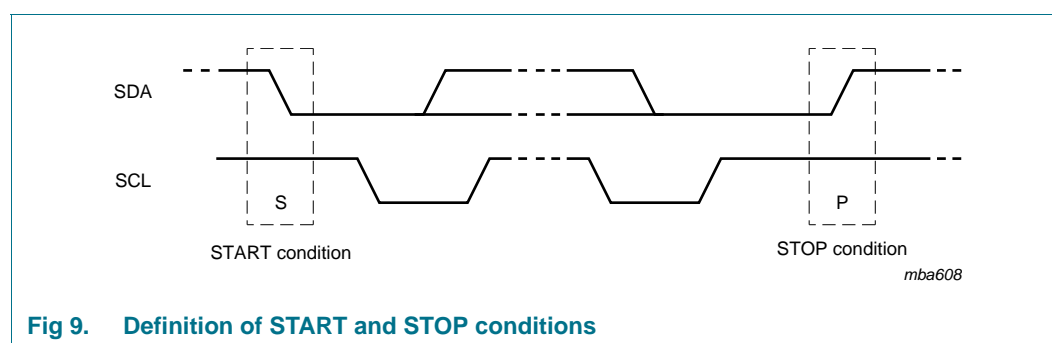 SDA
SCL
S
P
START condition
STOP condition
mba608
Fig 9. Definition of START and STOP conditions